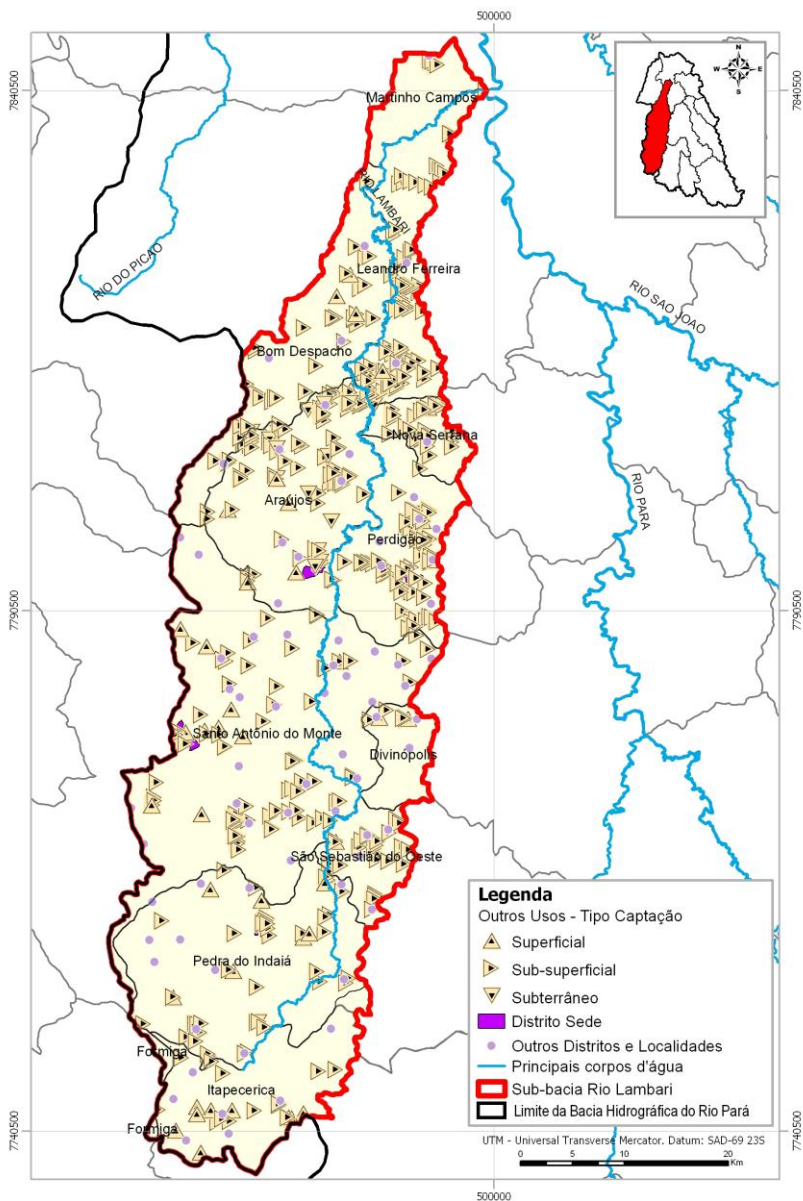 500000
N
W E
S
7840500
7840500
Martinho Campos
RIO LAMBARI
RIO DO PICAO
Leandro Ferreira
RIO SAO JOAO
Bom Despacho
Nova Serrana
RIO PARA
Araújos
Perdigão
7790500
7790500
Santo Antônio do Monte
Divinópolis
São Sebastião do Oeste
Pedra do Indaiá
Formiga
Itapecerica
Formiga
7740500
7740500
Legenda
Outros Usos - Tipo Captação
Superficial
Sub-superficial
Subterrâneo
Distrito Sede
Outros Distritos e Localidades
Principais corpos d'água
Sub-bacia Rio Lambari
Limite da Bacia Hidrográfica do Rio Pará
UTM - Universal Transverse Mercator. Datum: SAD-69 23S
0 10 20
Km
500000